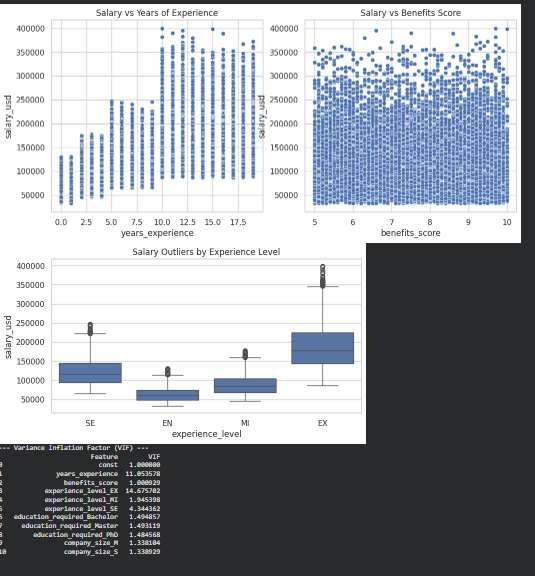 Salary vs Years of Experience
400000
350000
300000
250000
200000
150000
100000
50000
salary_usd
0.0 2.5 5.0 7.5 10.0 12.5 15.0 17.5
years_experience
Salary vs Benefits Score
400000
350000
300000
250000
200000
150000
100000
50000
salary_usd
5 6 7 8 9 10
benefits_score
Salary Outliers by Experience Level
400000
350000
300000
250000
200000
150000
100000
50000
salary_usd
SE EN MI EX
experience_level
--- Variance Inflation Factor (VIF) ---
Feature VIF
0 const 1.000000
1 years_experience 11.053578
2 benefits_score 1.000929
3 experience_level_EX 14.675702
4 experience_level_MI 1.945398
5 experience_level_SE 4.344362
6 education_required_Bachelor 1.494857
7 education_required_Master 1.493119
8 education_required_PhD 1.484568
9 company_size_M 1.338104
10 company_size_S 1.338929